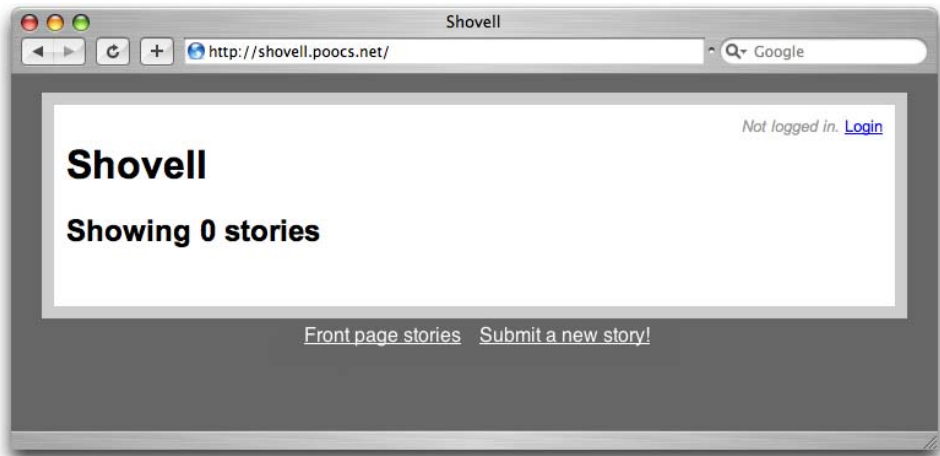 Shovell
http://shovell.poocs.net/
Google
Not logged in. Login
Shovell
Showing 0 stories
Front page stories Submit a new story!